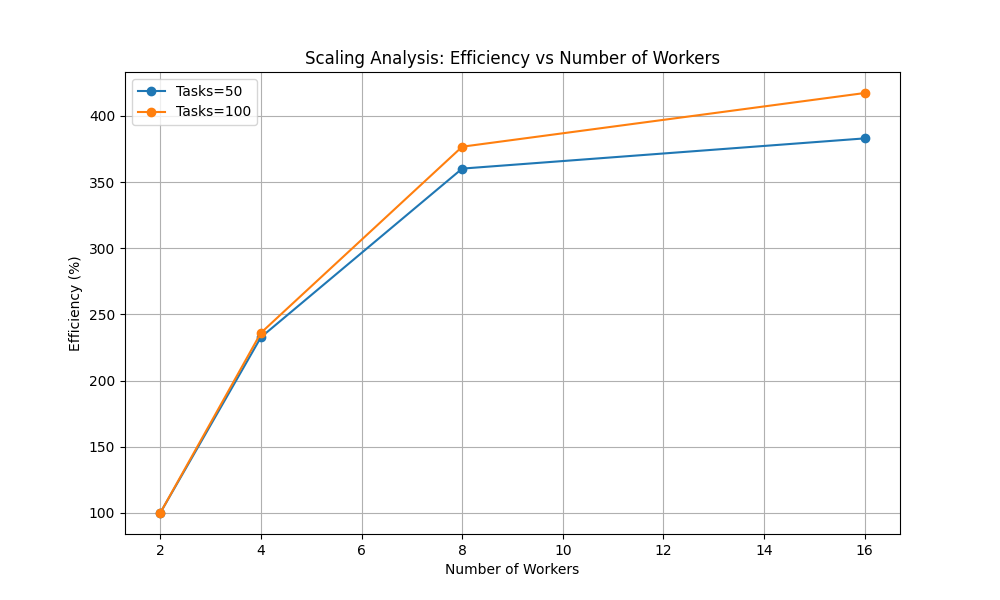 Scaling Analysis: Efficiency vs Number of Workers
Tasks=50
Tasks=100
Efficiency (%)
400
350
300
250
200
150
100
2 4 6 8 10 12 14 16
Number of Workers